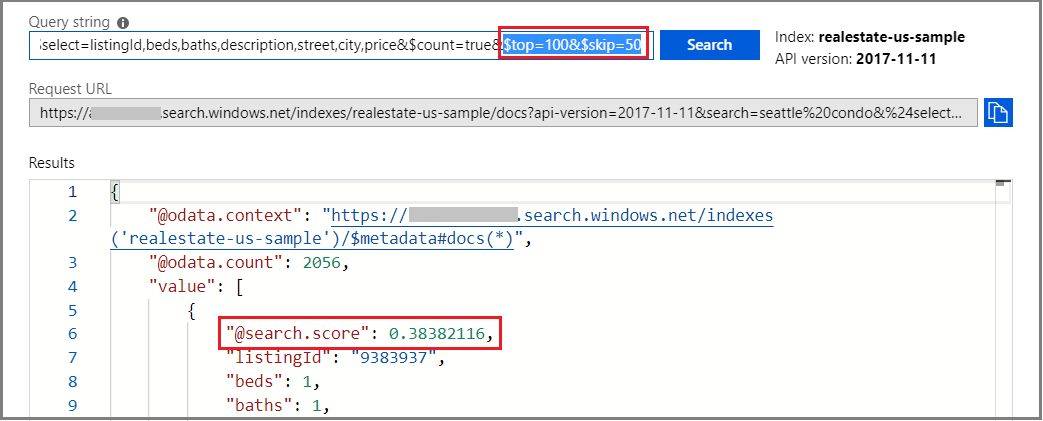 Query string
select=listingId,beds,baths,description,street,city,price&$count=true&$top=100&$skip=50
Search
Index: realestate-us-sample
API version: 2017-11-11
Request URL
https:// .search.windows.net/indexes/realestate-us-sample/docs?api-version=2017-11-11&search=seattle%20condo&%24select...
Results
1 {
2 "@odata.context": "https:// .search.windows.net/indexes
('realestate-us-sample')/$metadata#docs(*)",
3 "@odata.count": 2056,
4 "value": [
5 {
6 "@search.score": 0.38382116,
7 "listingId": "9383937",
8 "beds": 1,
9 "baths": 1,